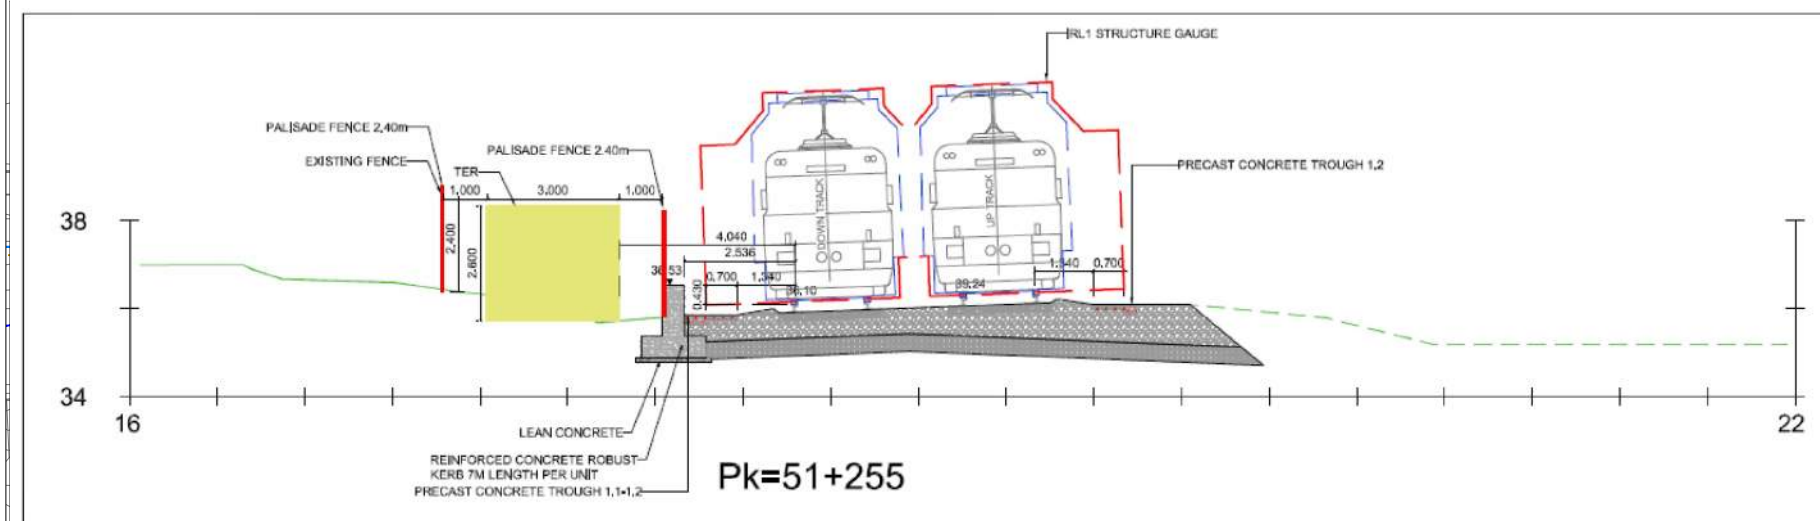 IRL1 STRUCTURE GAUGE
PALISADE FENCE 2,40m
EXISTING FENCE
PALISADE FENCE 2.40m
TER
PRECAST CONCRETE TROUGH 1,2
1,000
3.000
1,000
38
2,400
2.600
4.040
2.536
DOWN TRACK
UP TRACK
0,700
1,340
0,430
36,10
39.24
1.340
0,700
34
16
22
LEAN CONCRETE
REINFORCED CONCRETE ROBUST
KERB 7M LENGTH PER UNIT
PRECAST CONCRETE TROUGH 1,1-1,2
Pk=51+255